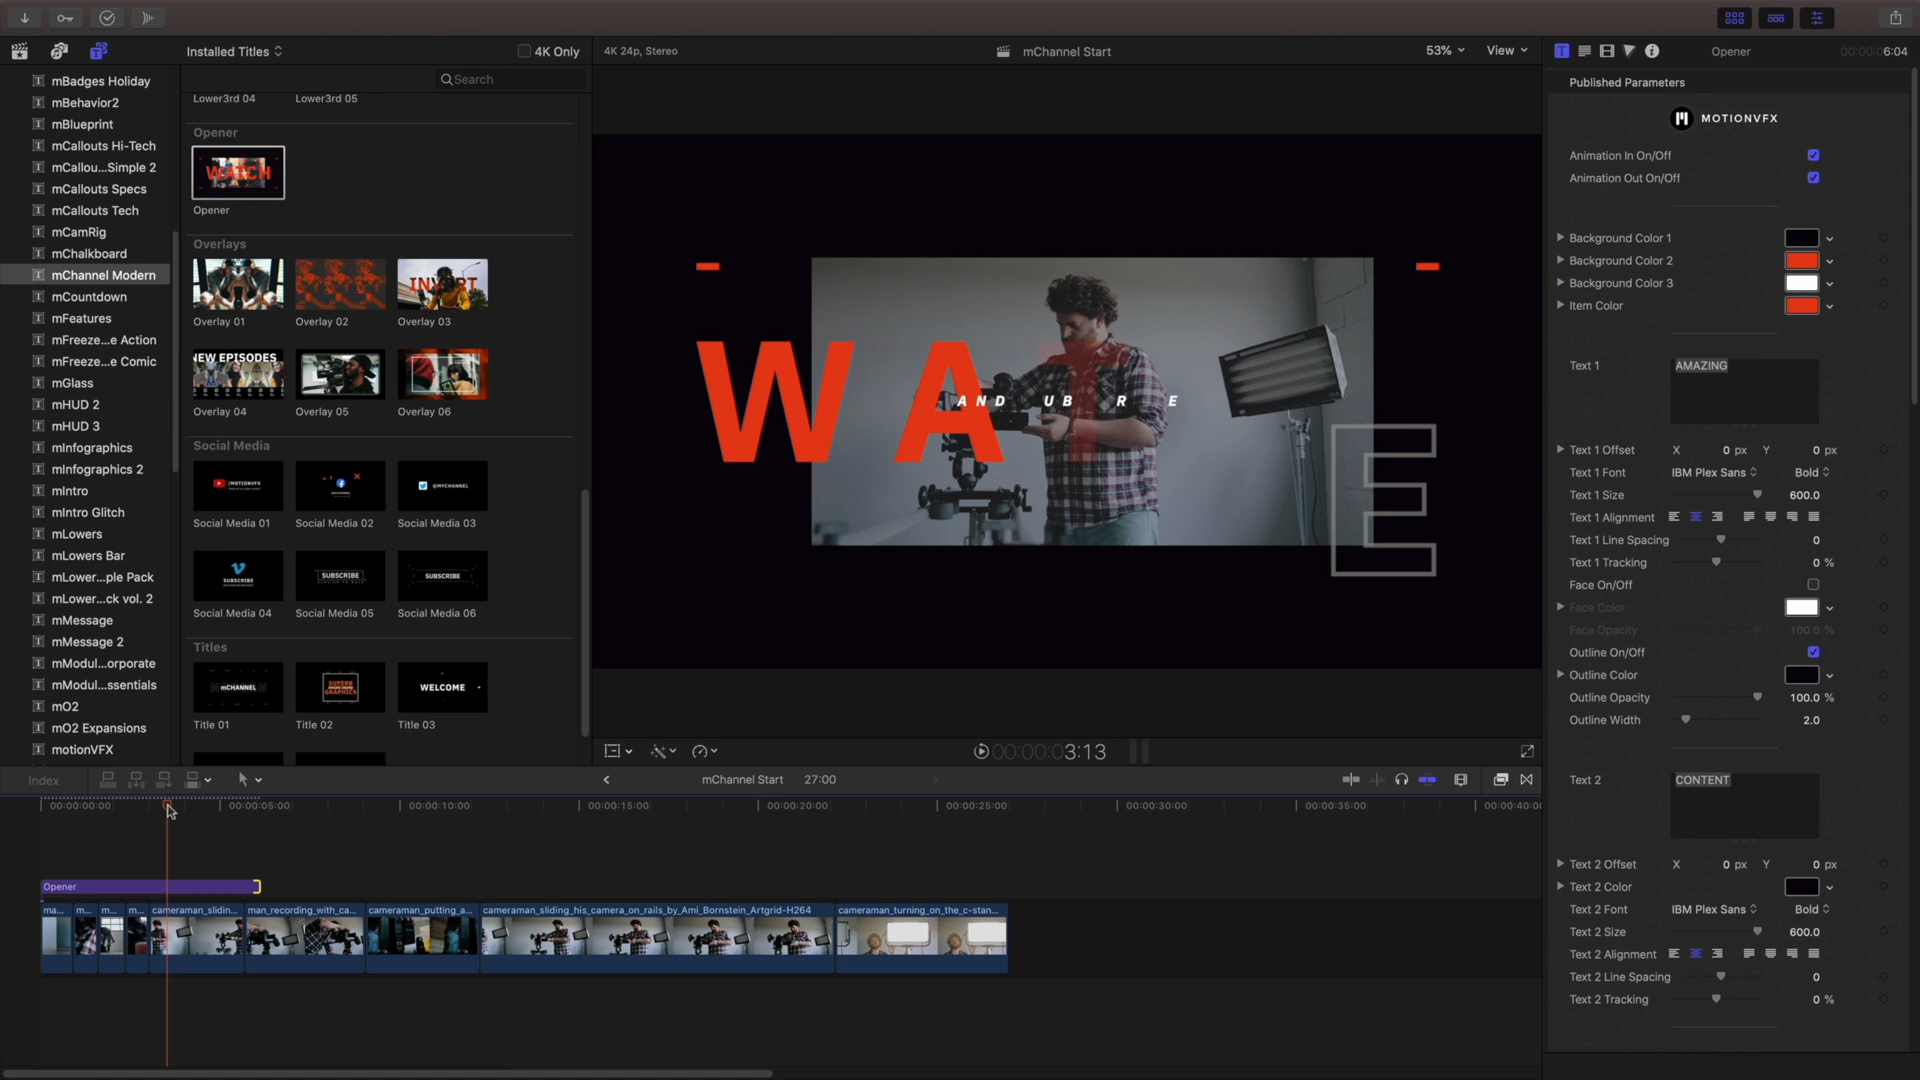 Installed Titles
4K Only
4K 24p, Stereo
mChannel Start
53%
View
Opener
00:00:06:04
mBadges Holiday
mBehavior2
mBlueprint
mCallouts Hi-Tech
mCallou...Simple 2
mCallouts Specs
mCallouts Tech
mCamRig
mChalkboard
mChannel Modern
mCountdown
mFeatures
mFreeze...e Action
mFreeze...e Comic
mGlass
mHUD 2
mHUD 3
mInfographics
mInfographics 2
mIntro
mIntro Glitch
mLowers
mLowers Bar
mLower...ple Pack
mLower...ck vol. 2
mMessage
mMessage 2
mModul...orporate
mModul...ssentials
mO2
mO2 Expansions
motionVFX
Search
Lower3rd 04
Lower3rd 05
Opener
WATCH
Opener
Overlays
INVERT
Overlay 01
Overlay 02
Overlay 03
NEW EPISODES
Overlay 04
Overlay 05
Overlay 06
Social Media
/MOTIONVFX
@MYCHANNEL
Social Media 01
Social Media 02
Social Media 03
SUBSCRIBE
SUBSCRIBE
SUBSCRIBE
Social Media 04
Social Media 05
Social Media 06
Titles
mCHANNEL
SUPERB
GRAPHICS
WELCOME
Title 01
Title 02
Title 03
W A T
AND UB R E
E
00:00:03:13
Published Parameters
MOTIONVFX
Animation In On/Off
Animation Out On/Off
Background Color 1
Background Color 2
Background Color 3
Item Color
Text 1
AMAZING
Text 1 Offset X 0 px Y 0 px
Text 1 Font IBM Plex Sans Bold
Text 1 Size 600.0
Text 1 Alignment
Text 1 Line Spacing 0
Text 1 Tracking 0 %
Face On/Off
Face Color
Face Opacity 100.0 %
Outline On/Off
Outline Color
Outline Opacity 100.0 %
Outline Width 2.0
Text 2
CONTENT
Text 2 Offset X 0 px Y 0 px
Text 2 Color
Text 2 Font IBM Plex Sans Bold
Text 2 Size 600.0
Text 2 Alignment
Text 2 Line Spacing 0
Text 2 Tracking 0 %
Index
mChannel Start
27:00
00:00:00:00
00:00:05:00
00:00:10:00
00:00:15:00
00:00:20:00
00:00:25:00
00:00:30:00
00:00:35:00
00:00:40:00
Opener
ma...
m...
m...
m...
cameraman_slidin...
man_recording_with_ca...
cameraman_putting_a...
cameraman_sliding_his_camera_on_rails_by_Ami_Bornstein_Artgrid-H264
cameraman_turning_on_the_c-stan...